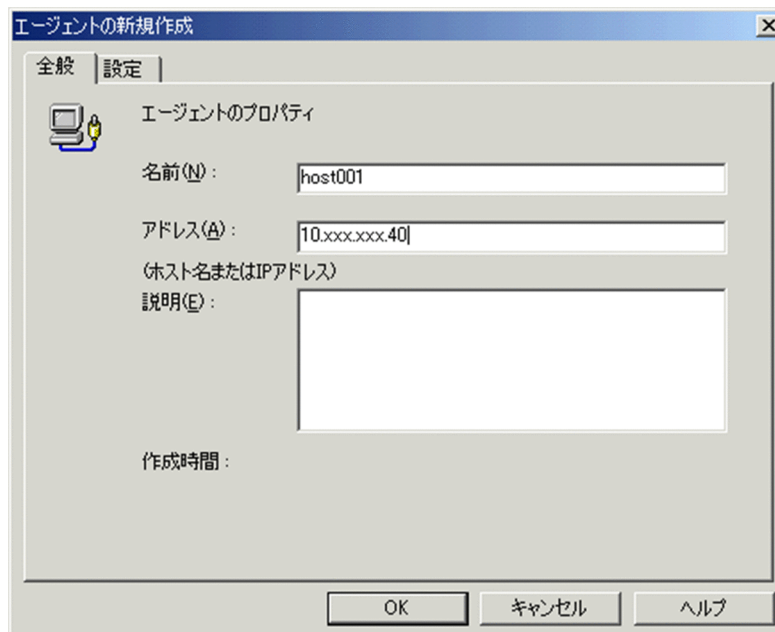 エージェントの新規作成
全般 設定
エージェントのプロパティ
名前(N): host001
アドレス(A): 10.xxx.xxx.40
(ホスト名またはIPアドレス)
説明(E):
作成時間:
OK キャンセル ヘルプ